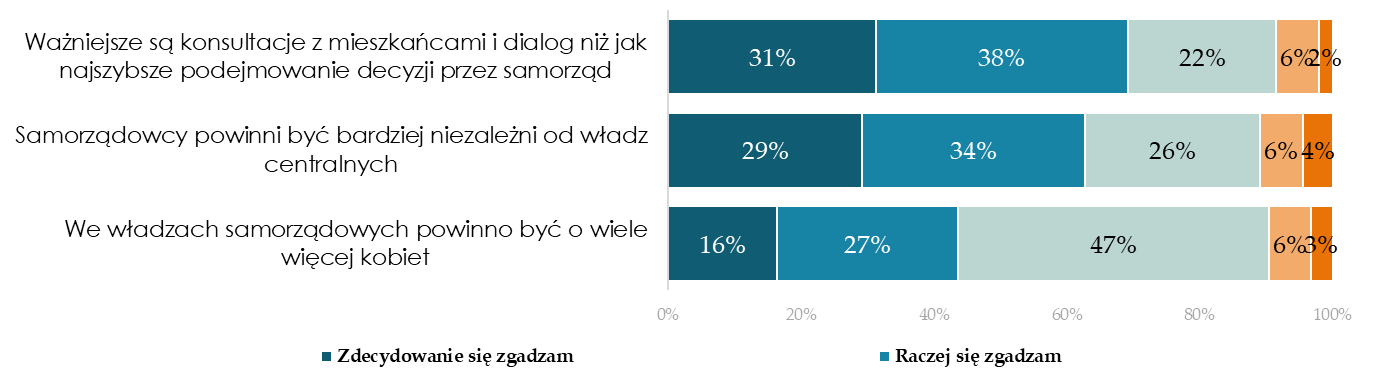 Ważniejsze są konsultacje z mieszkańcami i dialog niż jak
najszybsze podejmowanie decyzji przez samorząd
31% 38% 22% 6% 2%
Samorządowcy powinni być bardziej niezależni od władz
centralnych
29% 34% 26% 6% 4%
We władzach samorządowych powinno być o wiele
więcej kobiet
16% 27% 47% 6% 3%
0% 20% 40% 60% 80% 100%
Zdecydowanie się zgadzam Raczej się zgadzam